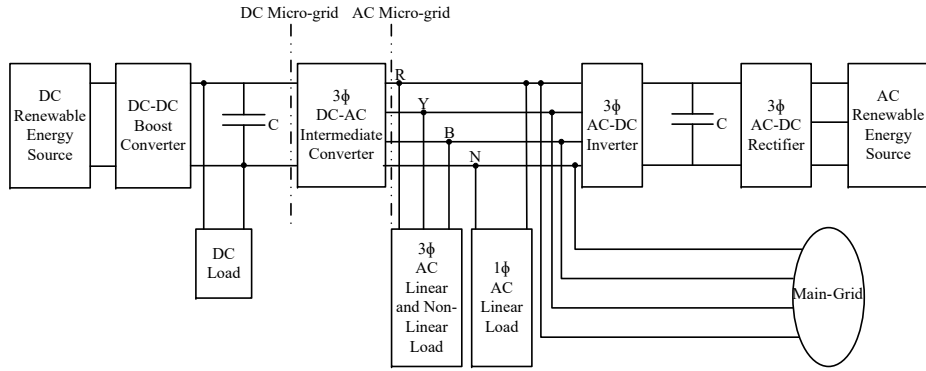 DC Micro-grid
AC Micro-grid
DC
Renewable
Energy
Source
DC-DC
Boost
Converter
C
3ϕ
DC-AC
Intermediate
Converter
R
Y
B
N
3ϕ
AC-DC
Inverter
C
3ϕ
AC-DC
Rectifier
AC
Renewable
Energy
Source
DC
Load
3ϕ
AC
Linear
and Non-
Linear
Load
1ϕ
AC
Linear
Load
Main-Grid